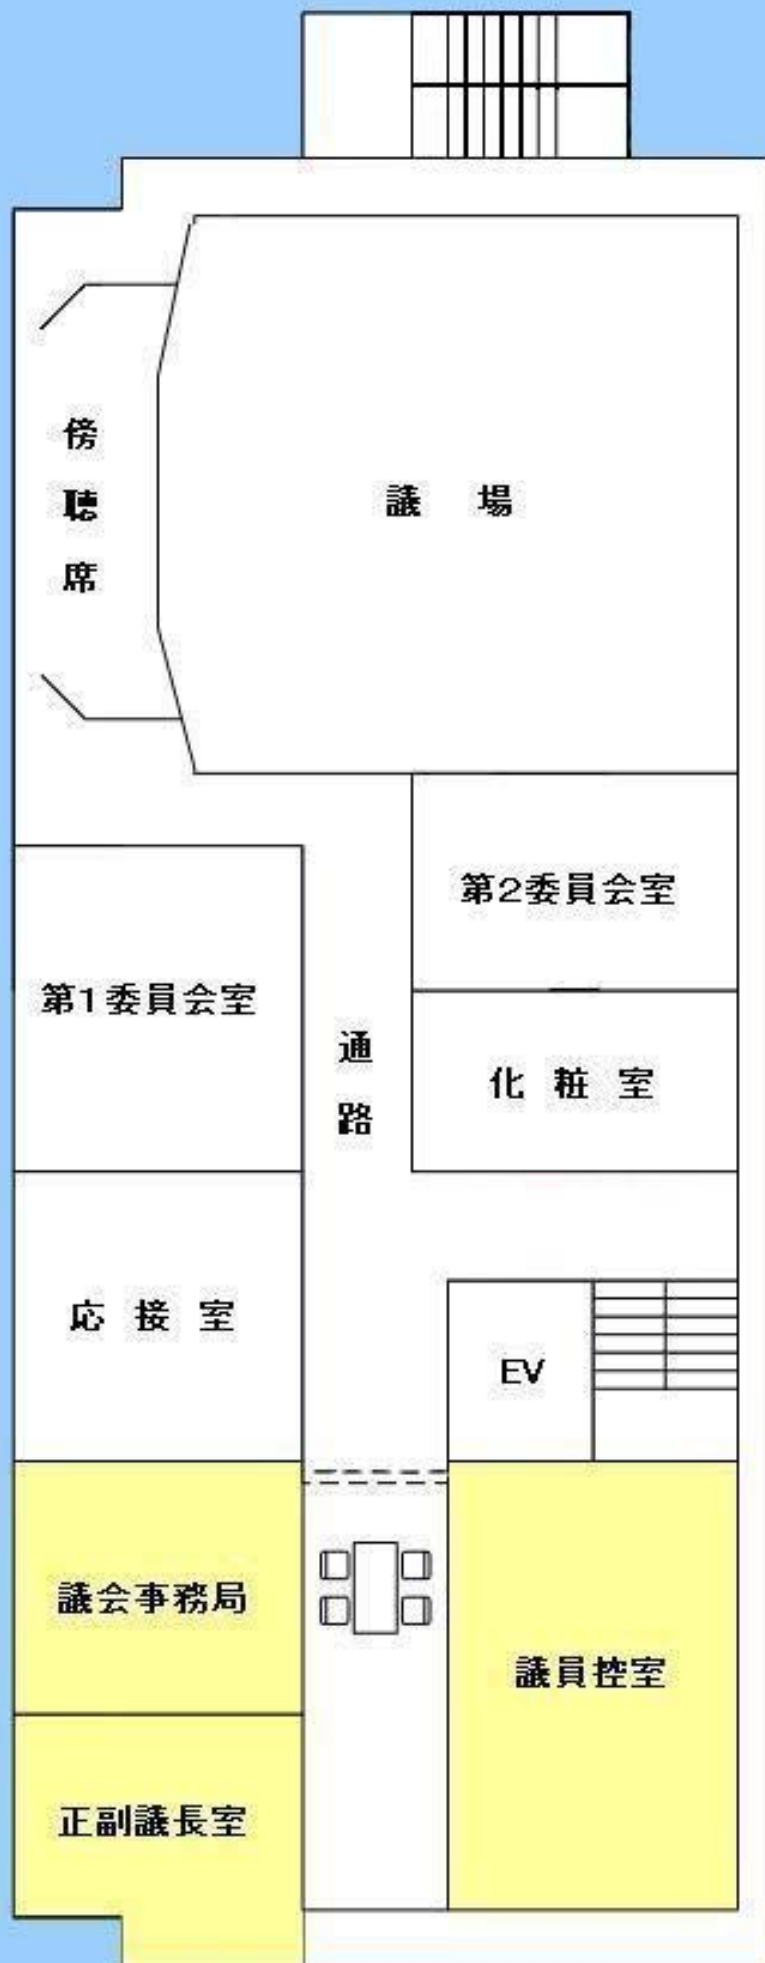 傍聴席
議場
第2委員会室
第1委員会室
通路
化粧室
応接室
EV
議会事務局
議員控室
正副議長室